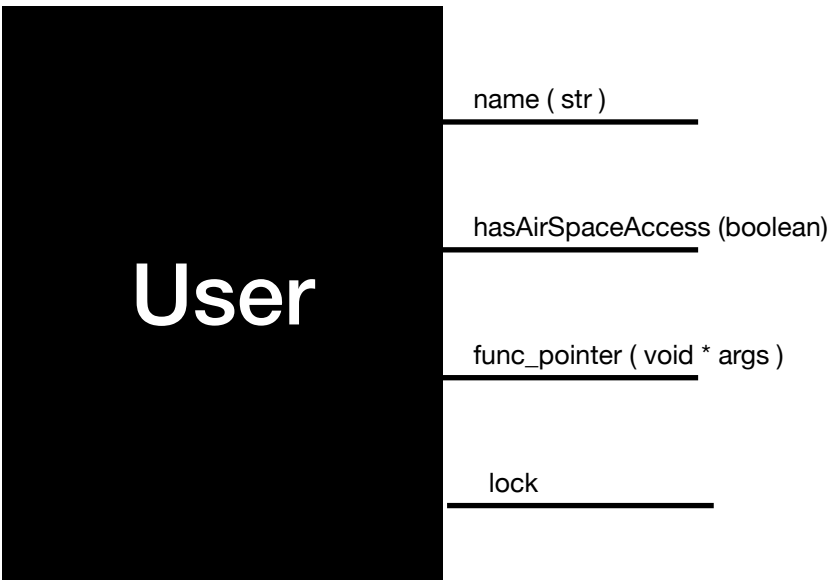 User
name ( str )
hasAirSpaceAccess (boolean)
func_pointer ( void * args )
lock